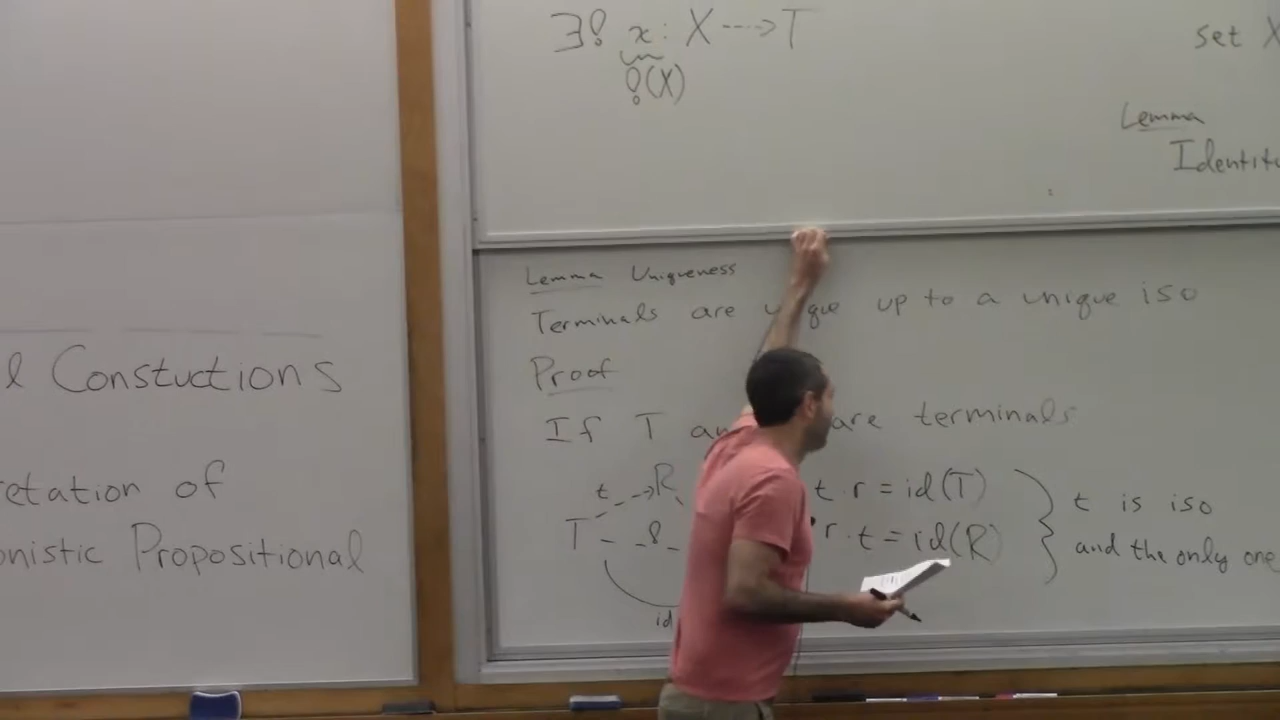 ∃! x : X ---> T
!(X)
set X
Lemma
Identit
Lemma Uniqueness
Terminals are up to a unique iso
Proof
If T are terminals
t R t · r = id(T) t is iso
T ! r · t = id(R) and the only one
id
l Constuctions
etation of
onistic Propositional